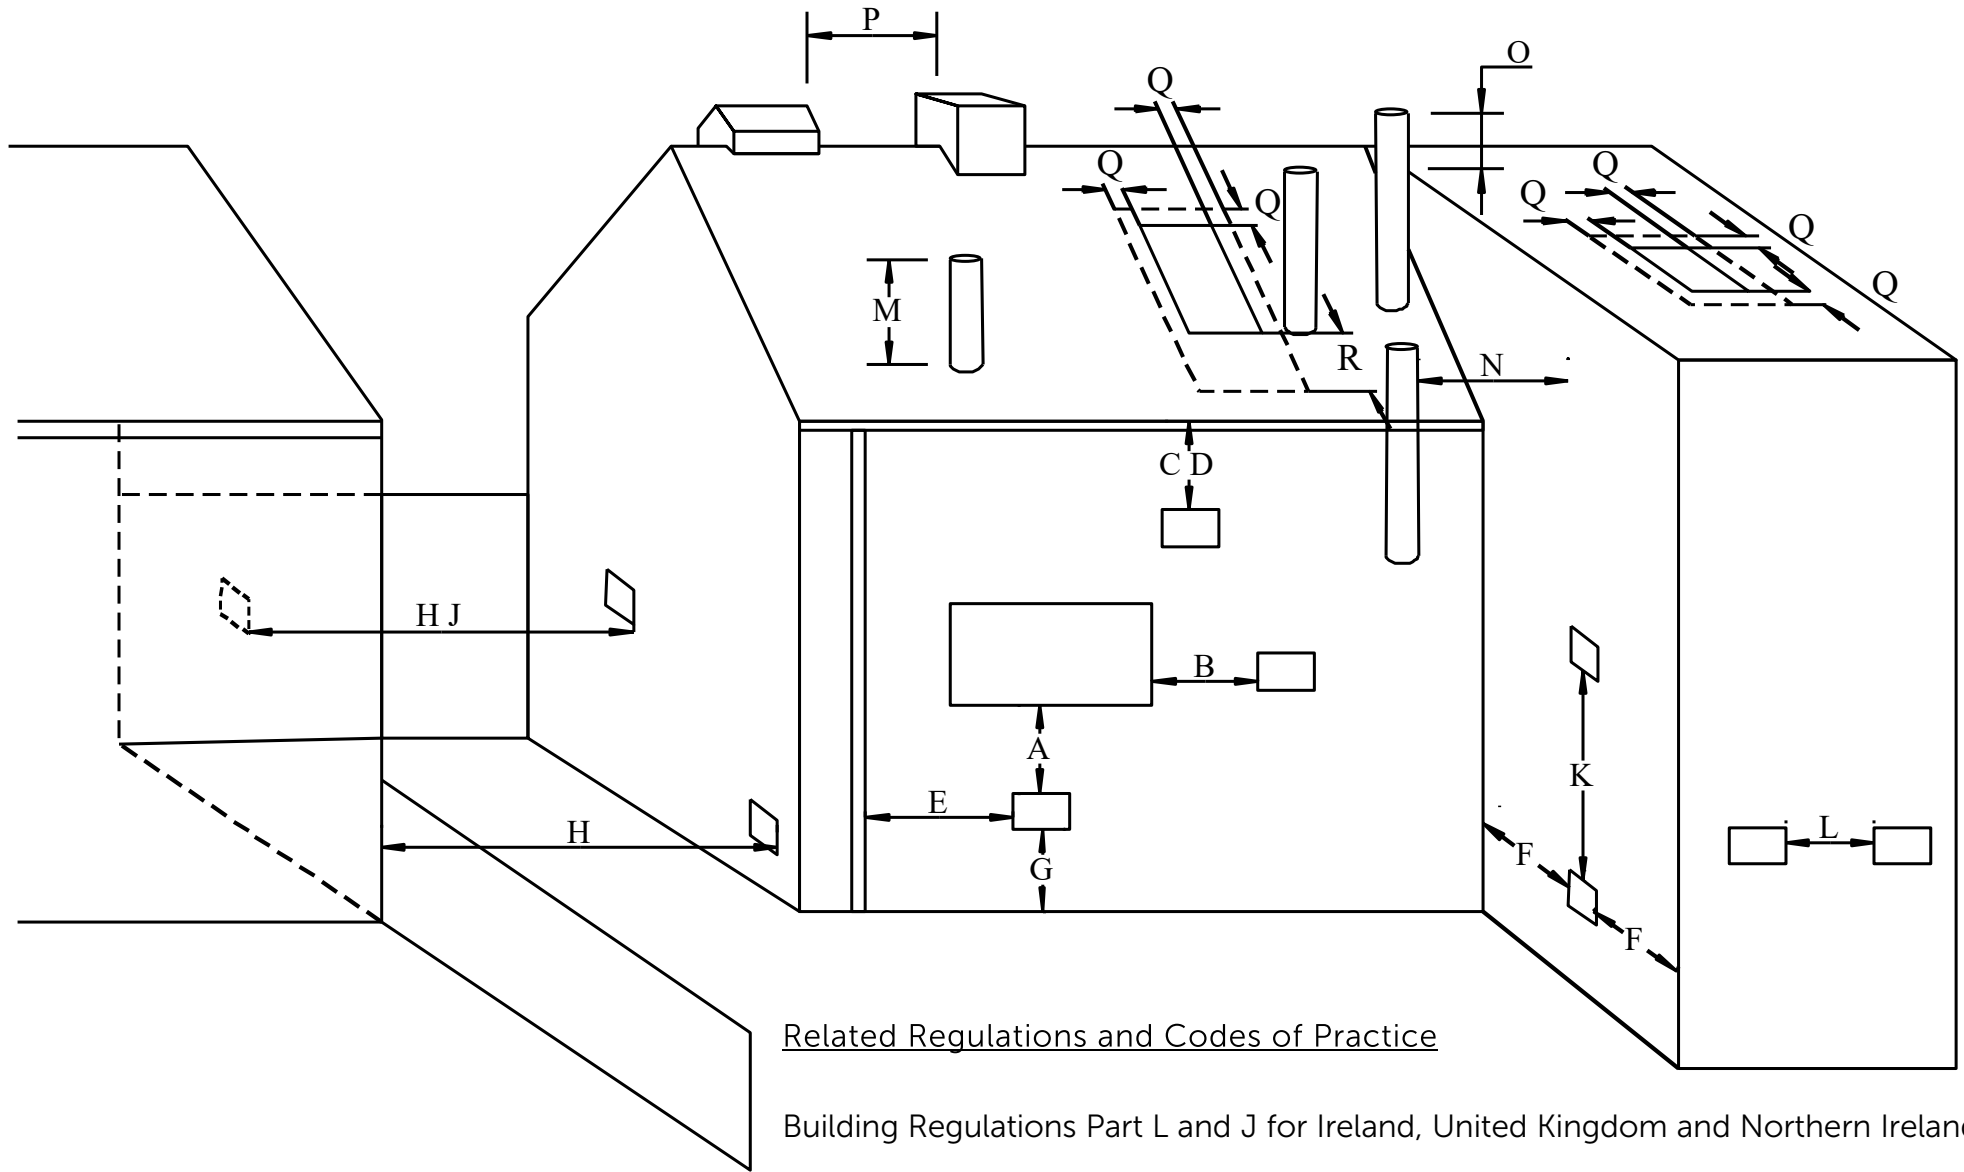 P
O
Q
Q
Q
Q
Q
Q
Q
Q
M
R
N
C D
H J
B
A
K
E
H
L
G
F
F
Related Regulations and Codes of Practice
Building Regulations Part L and J for Ireland, United Kingdom and Northern Irelan